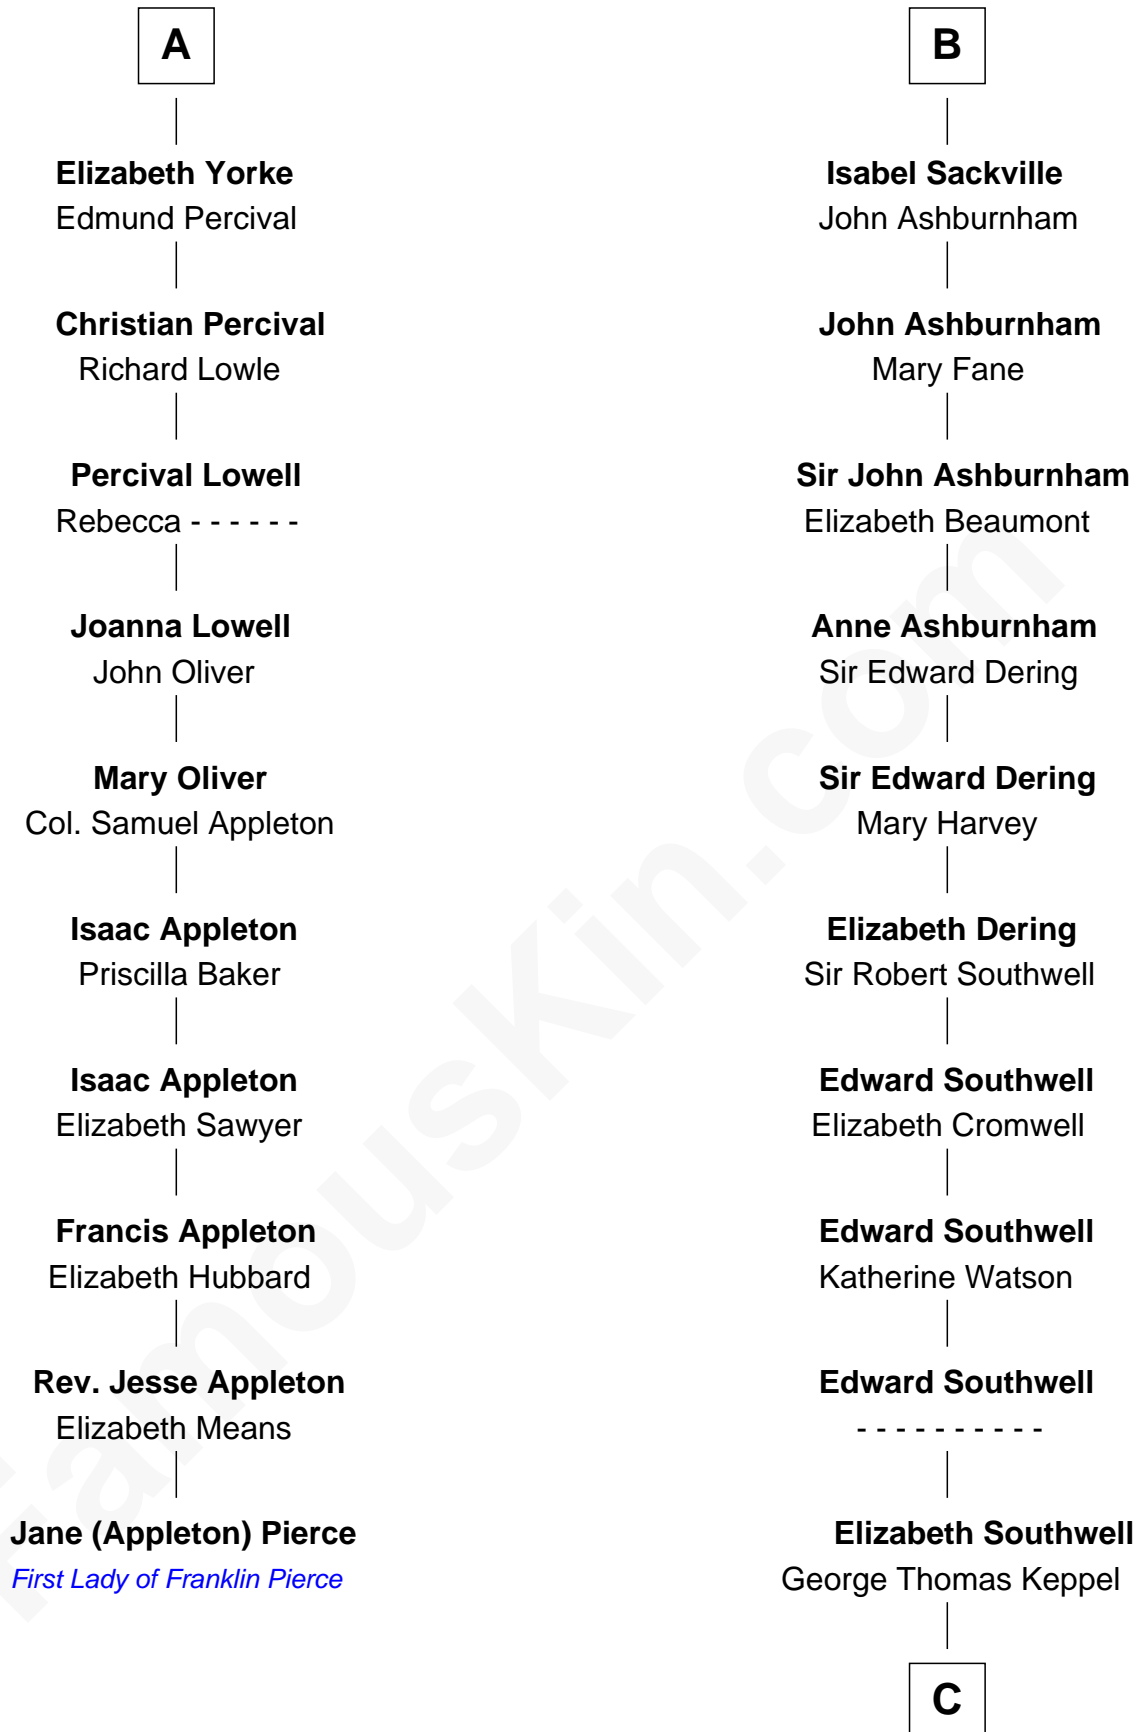 A
Elizabeth Yorke
Edmund Percival
Christian Percival
Richard Lowle
Percival Lowell
Rebecca - - - - - -
Joanna Lowell
John Oliver
Mary Oliver
Col. Samuel Appleton
Isaac Appleton
Priscilla Baker
Isaac Appleton
Elizabeth Sawyer
Francis Appleton
Elizabeth Hubbard
Rev. Jesse Appleton
Elizabeth Means
Jane (Appleton) Pierce
First Lady of Franklin Pierce
B
Isabel Sackville
John Ashburnham
John Ashburnham
Mary Fane
Sir John Ashburnham
Elizabeth Beaumont
Anne Ashburnham
Sir Edward Dering
Sir Edward Dering
Mary Harvey
Elizabeth Dering
Sir Robert Southwell
Edward Southwell
Elizabeth Cromwell
Edward Southwell
Katherine Watson
Edward Southwell
- - - - - - - - - -
Elizabeth Southwell
George Thomas Keppel
C
FamousKin.com